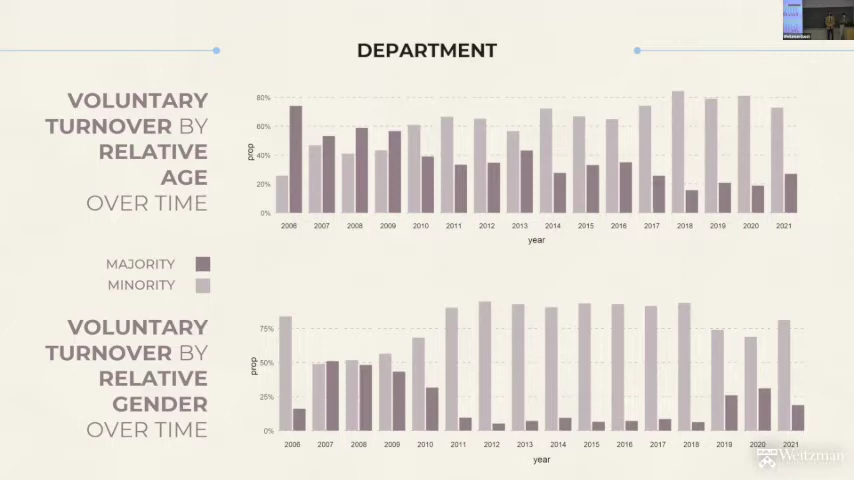 DEPARTMENT
VOLUNTARY
TURNOVER BY
RELATIVE
AGE
OVER TIME
80%
60%
40%
20%
0%
prop
2006 2007 2008 2009 2010 2011 2012 2013 2014 2015 2016 2017 2018 2019 2020 2021
year
MAJORITY
MINORITY
VOLUNTARY
TURNOVER BY
RELATIVE
GENDER
OVER TIME
75%
50%
25%
0%
prop
2006 2007 2008 2009 2010 2011 2012 2013 2014 2015 2016 2017 2018 2019 2020 2021
year
Weitzman